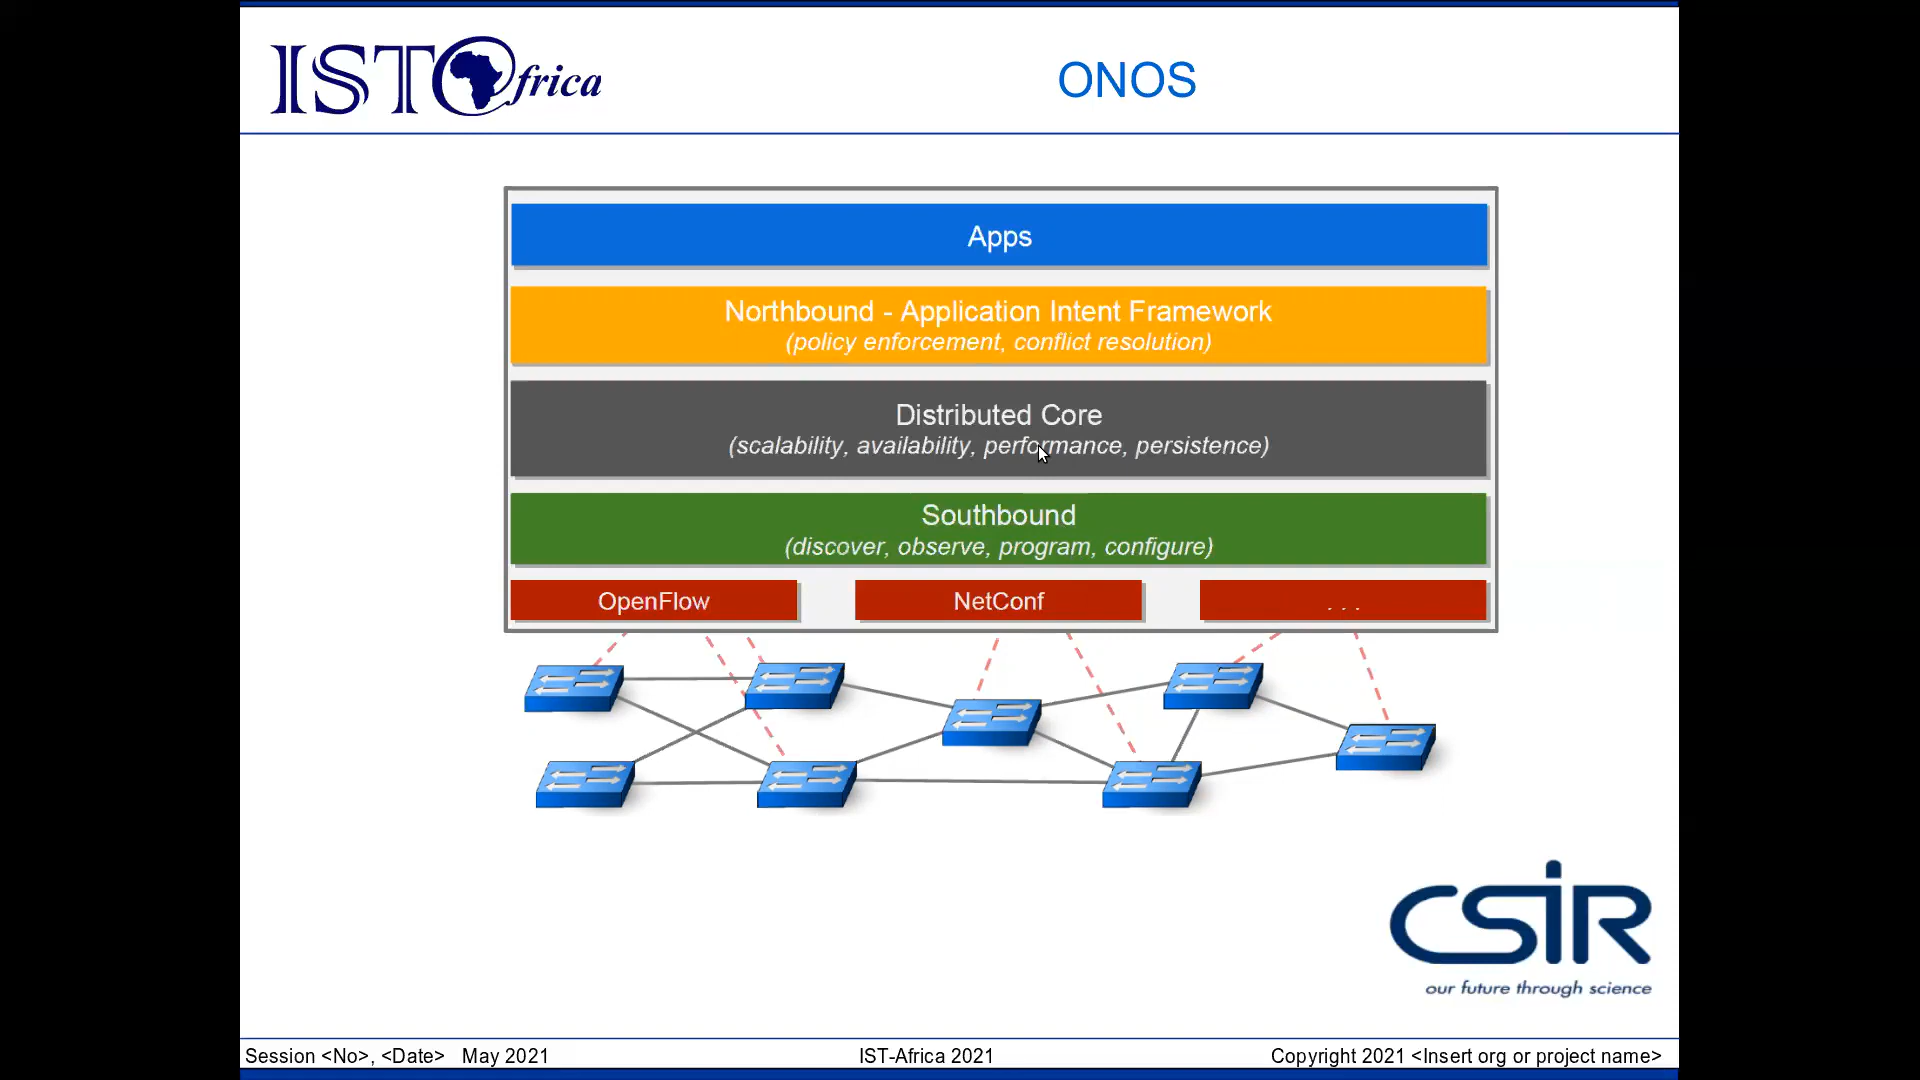 IST@frica
ONOS
Apps
Northbound - Application Intent Framework
(policy enforcement, conflict resolution)
Distributed Core
(scalability, availability, performance, persistence)
Southbound
(discover, observe, program, configure)
OpenFlow
NetConf
. . .
CSIR
our future through science
Session <No>, <Date> May 2021
IST-Africa 2021
Copyright 2021 <Insert org or project name>